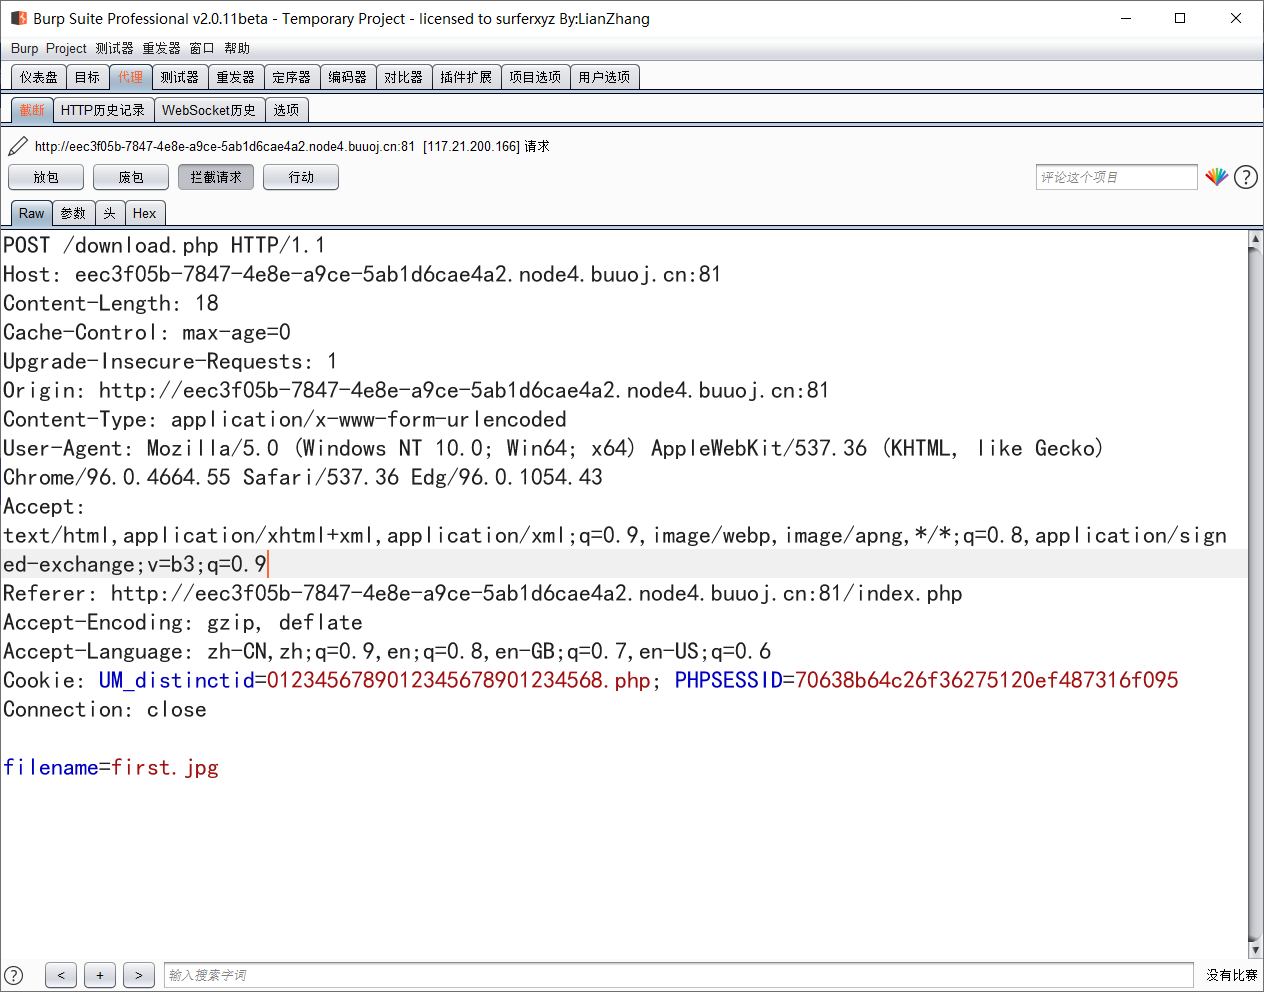 Burp Suite Professional v2.0.11beta - Temporary Project - licensed to surferxyz By:LianZhang
Burp Project 测试器 重发器 窗口 帮助
仪表盘 目标 代理 测试器 重发器 定序器 编码器 对比器 插件扩展 项目选项 用户选项
截断 HTTP历史记录 WebSocket历史 选项
http://eec3f05b-7847-4e8e-a9ce-5ab1d6cae4a2.node4.buuoj.cn:81 [117.21.200.166] 请求
放包 废包 拦截请求 行动 评论这个项目
Raw 参数 头 Hex
POST /download.php HTTP/1.1
Host: eec3f05b-7847-4e8e-a9ce-5ab1d6cae4a2.node4.buuoj.cn:81
Content-Length: 18
Cache-Control: max-age=0
Upgrade-Insecure-Requests: 1
Origin: http://eec3f05b-7847-4e8e-a9ce-5ab1d6cae4a2.node4.buuoj.cn:81
Content-Type: application/x-www-form-urlencoded
User-Agent: Mozilla/5.0 (Windows NT 10.0; Win64; x64) AppleWebKit/537.36 (KHTML, like Gecko)
Chrome/96.0.4664.55 Safari/537.36 Edg/96.0.1054.43
Accept:
text/html,application/xhtml+xml,application/xml;q=0.9,image/webp,image/apng,*/*;q=0.8,application/sign
ed-exchange;v=b3;q=0.9
Referer: http://eec3f05b-7847-4e8e-a9ce-5ab1d6cae4a2.node4.buuoj.cn:81/index.php
Accept-Encoding: gzip, deflate
Accept-Language: zh-CN,zh;q=0.9,en;q=0.8,en-GB;q=0.7,en-US;q=0.6
Cookie: UM_distinctid=0123456789012345678901234568.php; PHPSESSID=70638b64c26f36275120ef487316f095
Connection: close
filename=first.jpg
? < + > 输入搜索字词 没有比赛